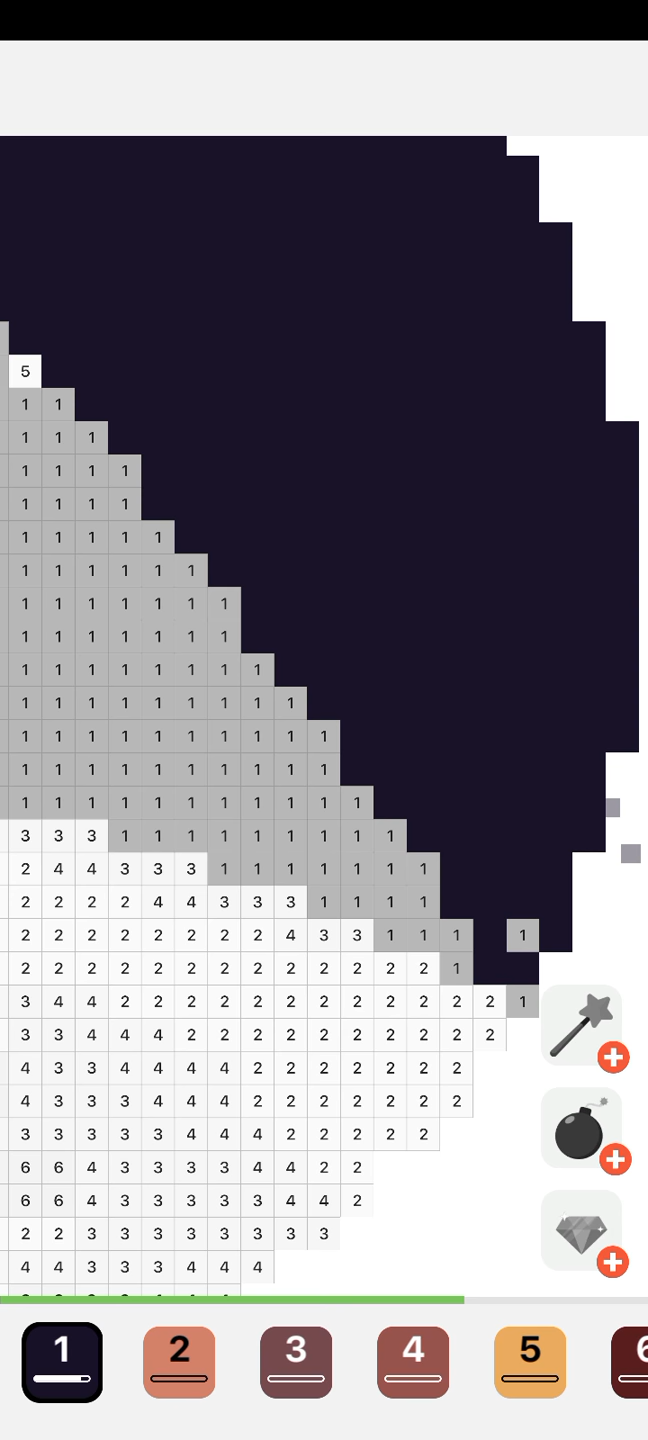 5
1 1
1 1 1
1 1 1 1
1 1 1 1
1 1 1 1 1
1 1 1 1 1 1
1 1 1 1 1 1 1
1 1 1 1 1 1 1
1 1 1 1 1 1 1 1
1 1 1 1 1 1 1 1 1
1 1 1 1 1 1 1 1 1 1
1 1 1 1 1 1 1 1 1 1
1 1 1 1 1 1 1 1 1 1 1
3 3 3 1 1 1 1 1 1 1 1 1
2 4 4 3 3 3 1 1 1 1 1 1 1
2 2 2 2 4 4 3 3 3 1 1 1 1
2 2 2 2 2 2 2 2 4 3 3 1 1 1 1
2 2 2 2 2 2 2 2 2 2 2 2 2 1
3 4 4 2 2 2 2 2 2 2 2 2 2 2 2 1
3 3 4 4 4 2 2 2 2 2 2 2 2 2 2
4 3 3 4 4 4 4 2 2 2 2 2 2 2
4 3 3 3 4 4 4 2 2 2 2 2 2 2
3 3 3 3 3 4 4 4 2 2 2 2 2
6 6 4 3 3 3 3 4 4 2 2
6 6 4 3 3 3 3 3 4 4 2
2 2 3 3 3 3 3 3 3 3
4 4 3 3 3 4 4 4
1 2 3 4 5 6